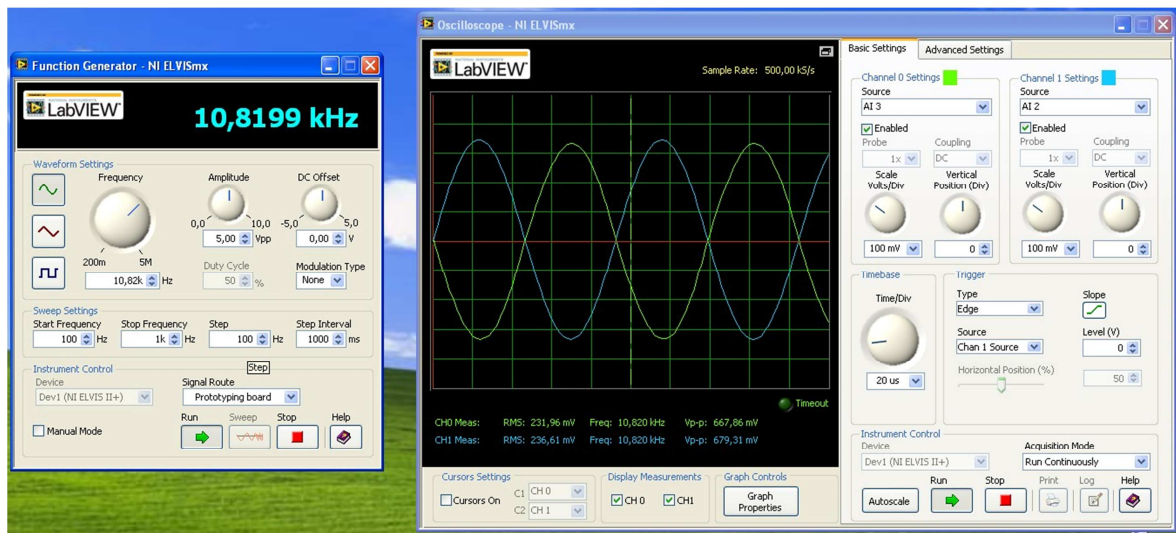 Function Generator - NI ELVISmx
POWERED BY
NATIONAL INSTRUMENTS
LabVIEW™
10,8199 kHz
Waveform Settings
Frequency
Amplitude
DC Offset
200m
5M
0,0
10,0
-5,0
5,0
10,82k Hz
5,00 Vpp
0,00 V
Duty Cycle
50 %
Modulation Type
None
Sweep Settings
Start Frequency
Stop Frequency
Step
Step Interval
100 Hz
1k Hz
100 Hz
1000 ms
Step
Instrument Control
Device
Signal Route
Dev1 (NI ELVIS II+)
Prototyping board
Manual Mode
Run
Sweep
Stop
Help
Oscilloscope - NI ELVISmx
LabVIEW™
Sample Rate: 500,00 kS/s
Timeout
CH0 Meas: RMS: 231,96 mV Freq: 10,820 kHz Vp-p: 667,86 mV
CH1 Meas: RMS: 236,61 mV Freq: 10,820 kHz Vp-p: 679,31 mV
Cursors Settings
Cursors On
C1 CH 0
C2 CH 1
Display Measurements
CH 0
CH1
Graph Controls
Graph
Properties
Basic Settings
Advanced Settings
Channel 0 Settings
Source
AI 3
Enabled
Probe
Coupling
1x
DC
Scale
Volts/Div
Vertical
Position (Div)
100 mV
0
Channel 1 Settings
Source
AI 2
Enabled
Probe
Coupling
1x
DC
Scale
Volts/Div
Vertical
Position (Div)
100 mV
0
Timebase
Time/Div
20 us
Trigger
Type
Slope
Edge
Source
Level (V)
Chan 1 Source
0
Horizontal Position (%)
50
Instrument Control
Device
Acquisition Mode
Dev1 (NI ELVIS II+)
Run Continuously
Run
Stop
Print
Log
Help
Autoscale